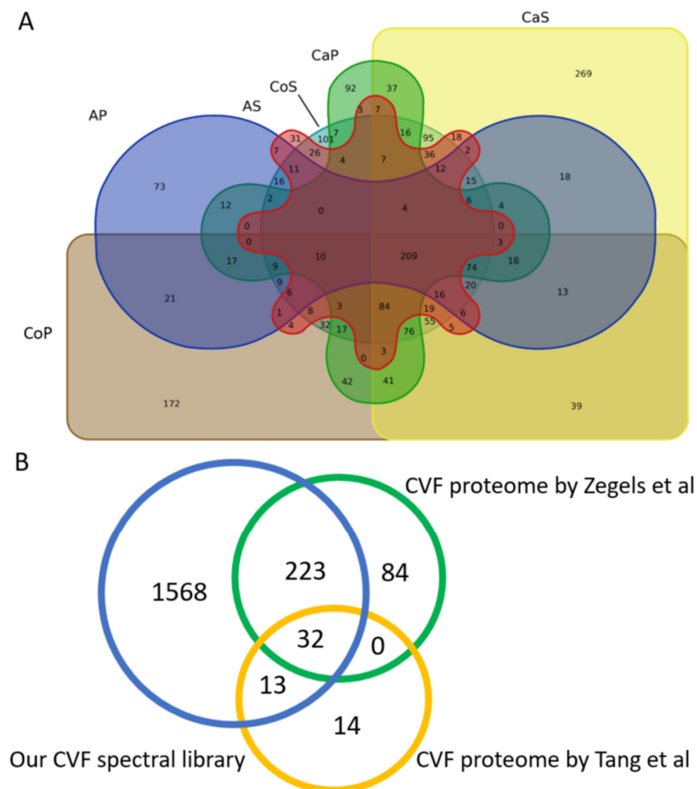 A
CaS
CaP
CoS
AS
AP
CoP
269
92 37
3 7
31 101 7 16 95 18
7 26 4 7 36 2
11 12
73 16 15 18
12 2 6 4
0 0 4 0
0 10 209 3
17 9 74 18
9 20
21 6 16 13
1 8 3 84 19 6
4 32 17 76 55 5
0 3
42 41
172 39
B
CVF proteome by Zegels et al
1568 223 84
32 0
13
14
Our CVF spectral library CVF proteome by Tang et al